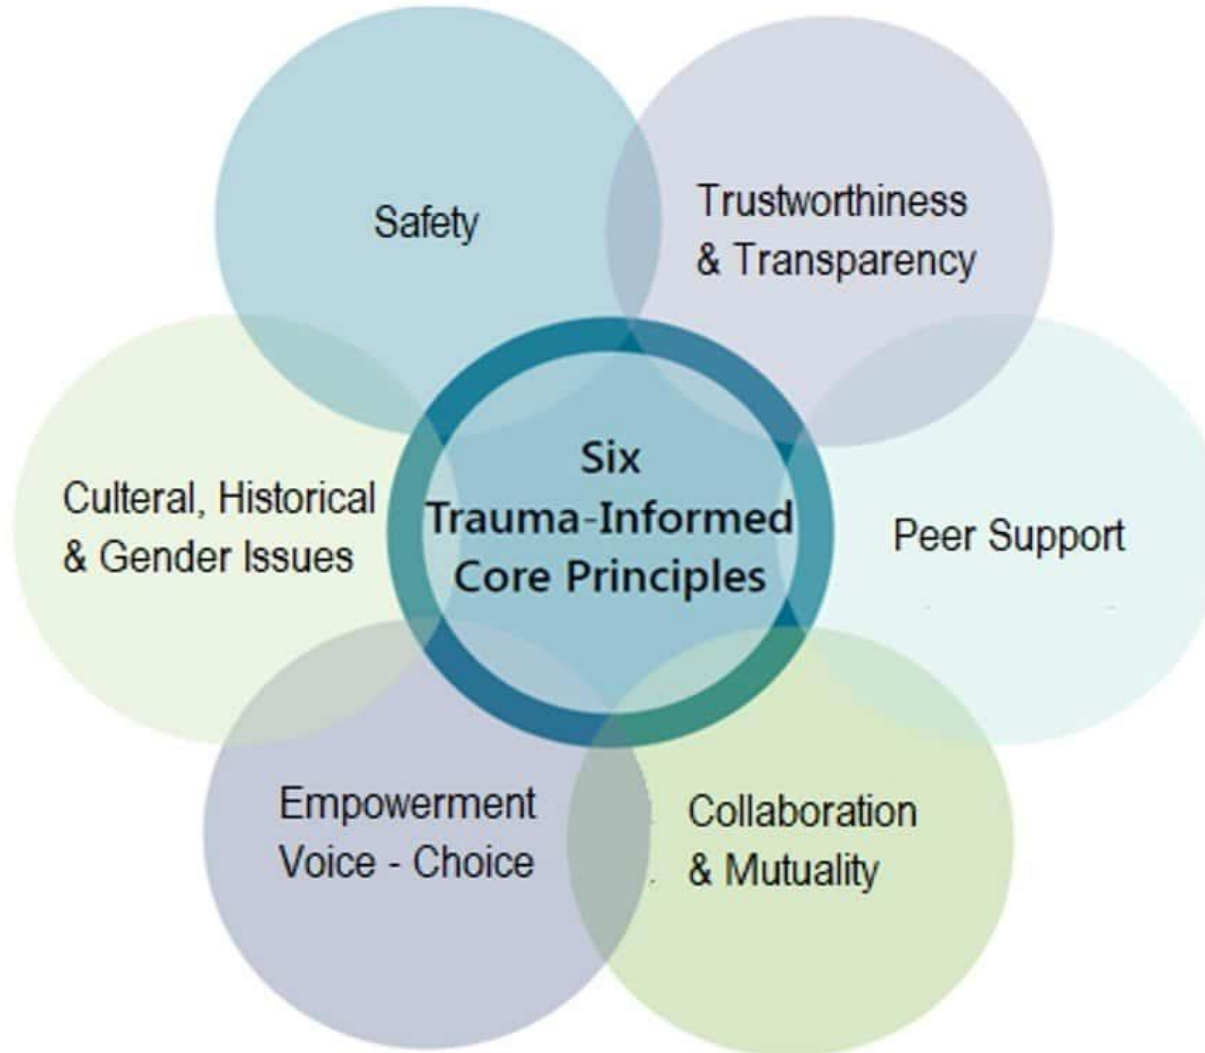 Safety
Trustworthiness
& Transparency
Peer Support
Collaboration
& Mutuality
Empowerment
Voice - Choice
Culteral, Historical
& Gender Issues
Six
Trauma-Informed
Core Principles